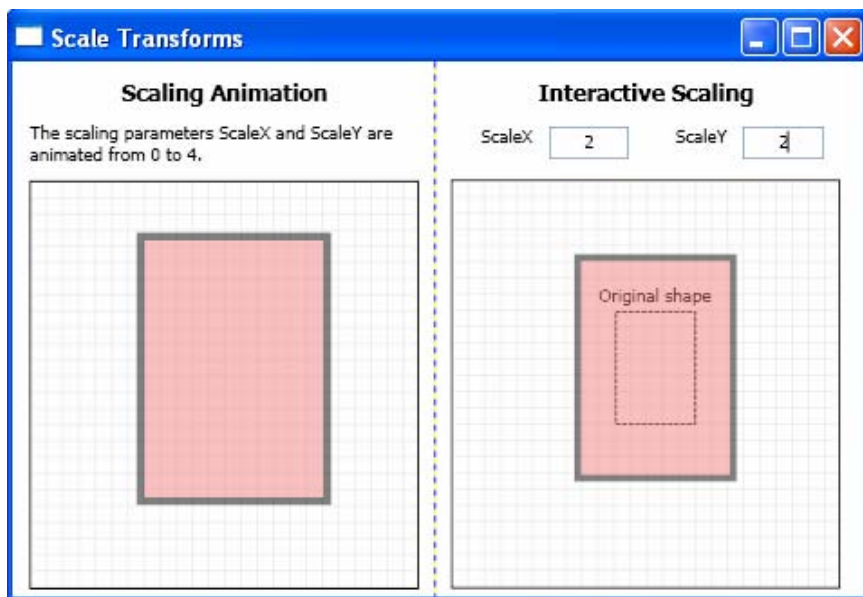 Scale Transforms
Scaling Animation
The scaling parameters ScaleX and ScaleY are
animated from 0 to 4.
Interactive Scaling
ScaleX 2 ScaleY 2
Original shape